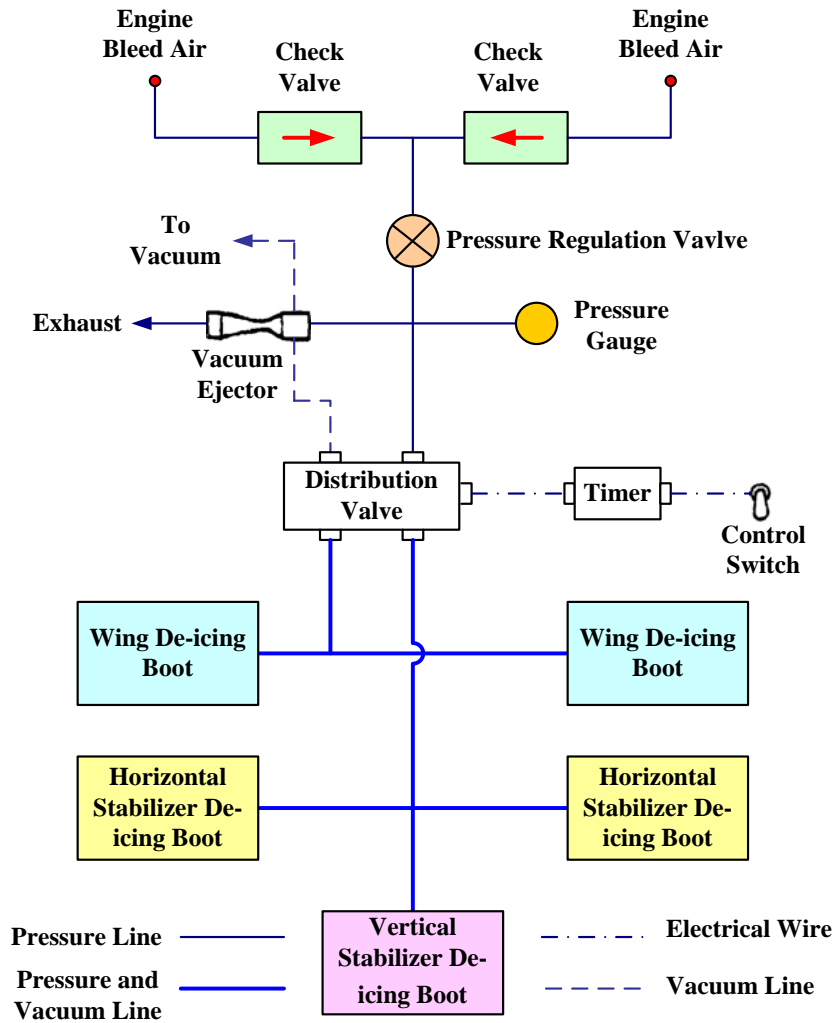 Engine
Bleed Air
Check
Valve
Check
Valve
Engine
Bleed Air
To
Vacuum
Pressure Regulation Vavlve
Exhaust
Vacuum
Ejector
Pressure
Gauge
Distribution
Valve
Timer
Control
Switch
Wing De-icing
Boot
Wing De-icing
Boot
Horizontal
Stabilizer De-
icing Boot
Horizontal
Stabilizer De-
icing Boot
Vertical
Stabilizer De-
icing Boot
Pressure Line
Pressure and
Vacuum Line
Electrical Wire
Vacuum Line